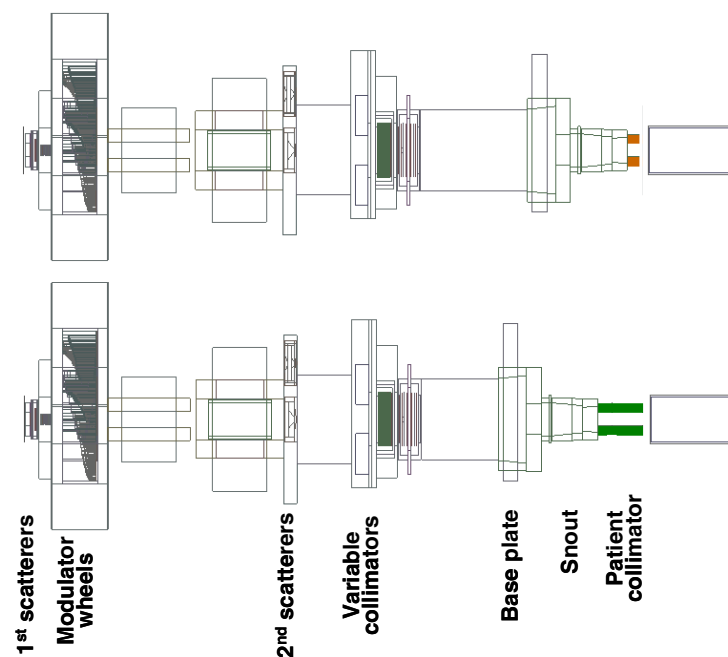 1st scatterers
Modulator
wheels
2nd scatterers
Variable
collimators
Base plate
Snout
Patient
collimator